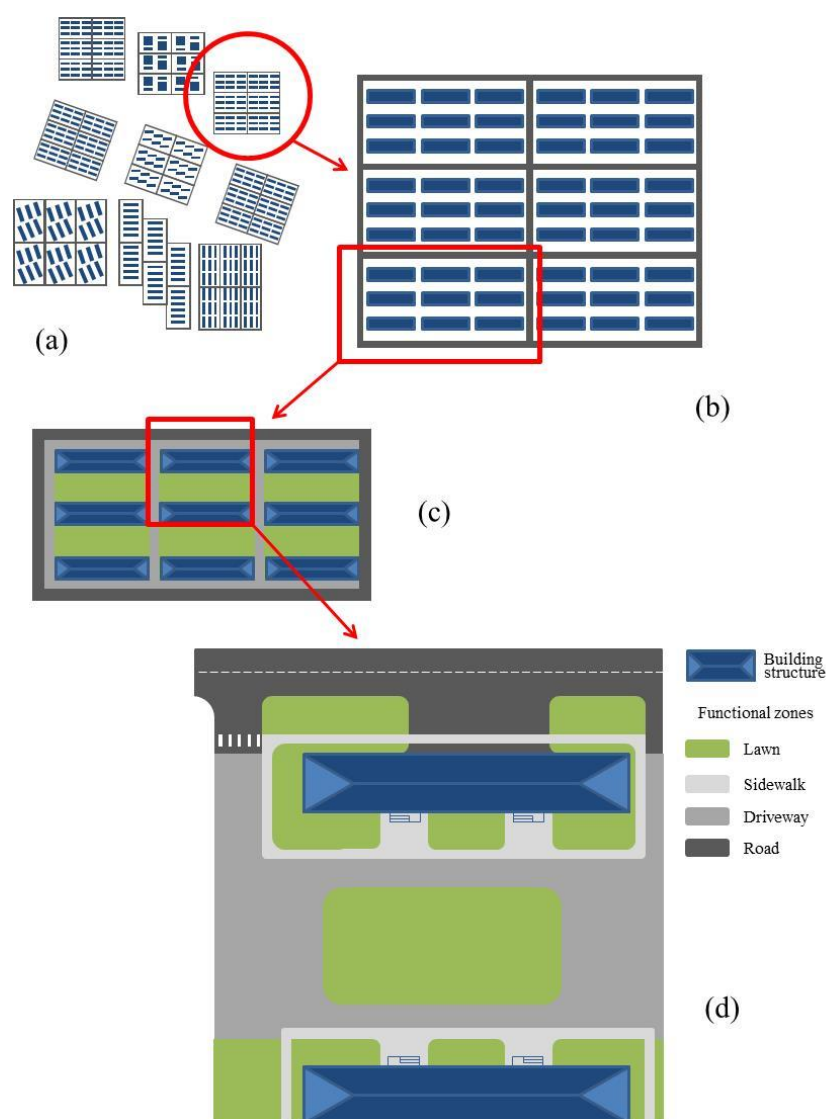 (a)
(b)
(c)
Building
structure
Functional zones
Lawn
Sidewalk
Driveway
Road
(d)